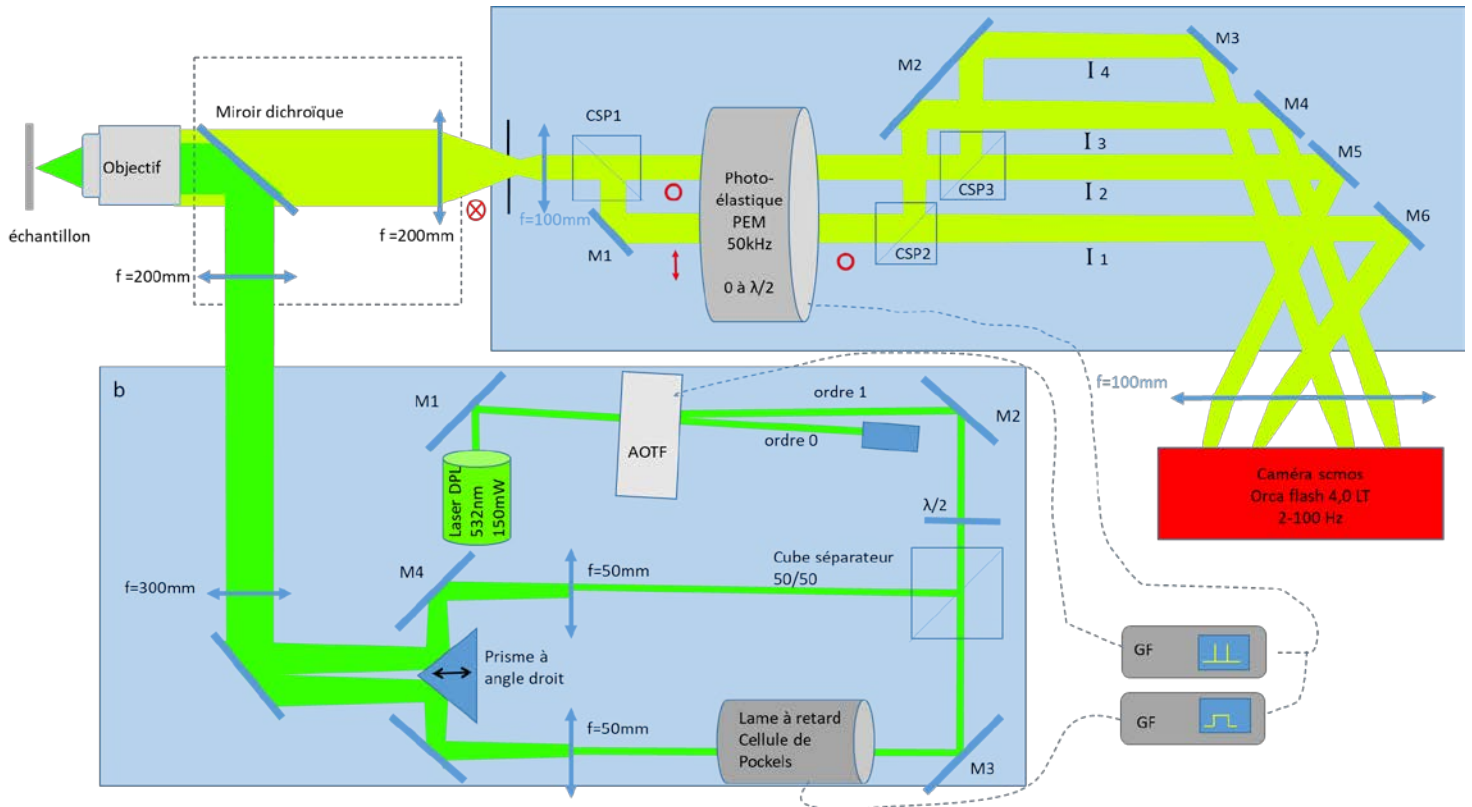 Miroir dichroïque
Objectif
échantillon
f =200mm
f =200mm
f=100mm
CSP1
M1
Photo-
élastique
PEM
50kHz
0 à λ/2
M2
M3
I 4
M4
I 3
M5
CSP3
I 2
M6
CSP2
I 1
f=100mm
Caméra scmos
Orca flash 4,0 LT
2-100 Hz
b
M1
AOTF
ordre 1
ordre 0
M2
Laser DPL
532nm
150mW
λ/2
M4
f=50mm
Cube séparateur
50/50
f=300mm
Prisme à
angle droit
f=50mm
Lame à retard
Cellule de
Pockels
M3
GF
GF